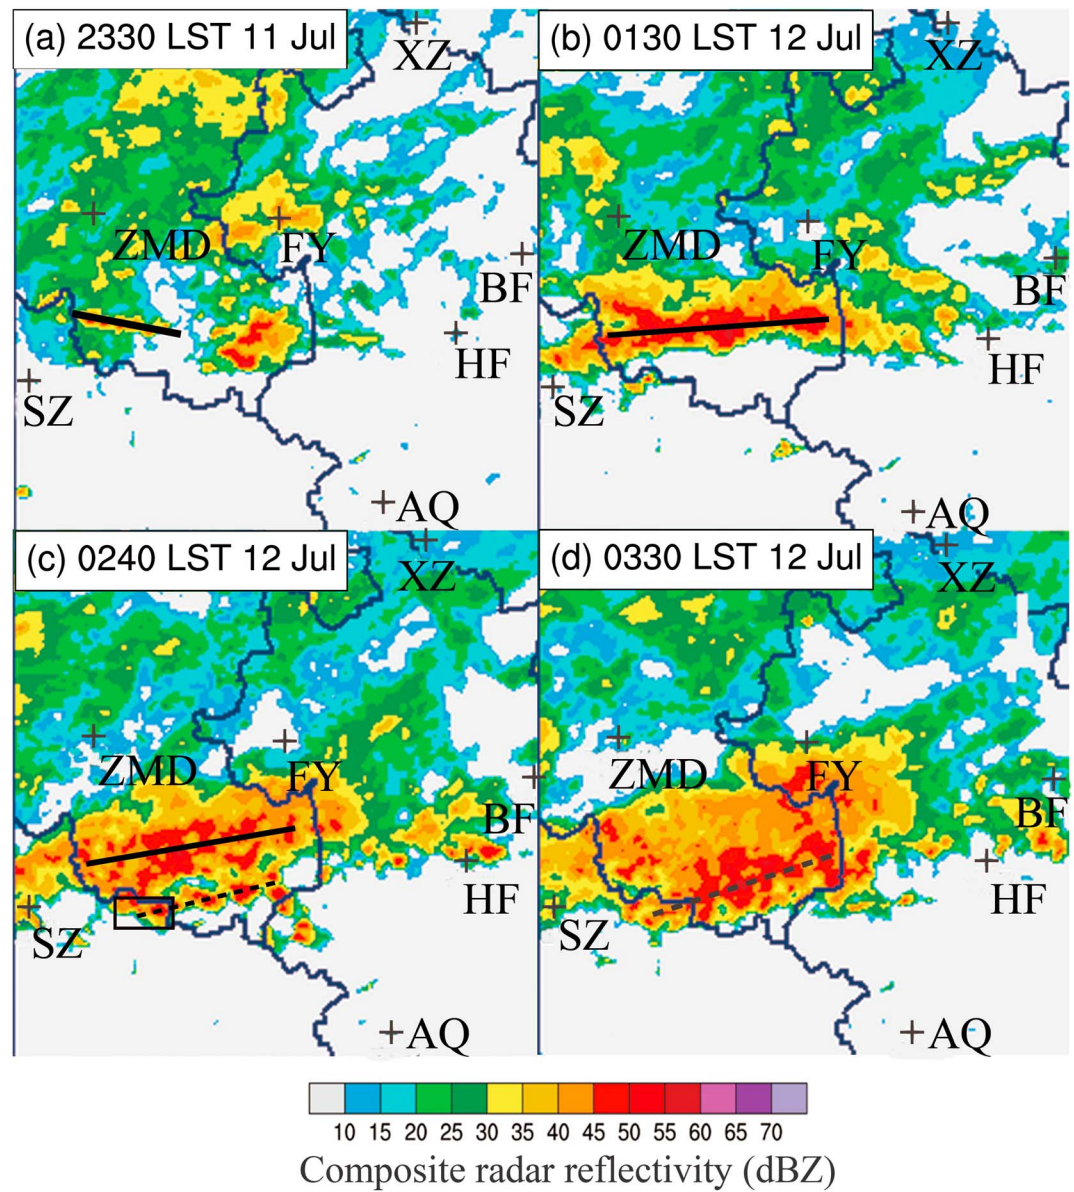 (a) 2330 LST 11 Jul
XZ
ZMD
FY
BF
HF
SZ
AQ
(b) 0130 LST 12 Jul
XZ
ZMD
FY
BF
HF
SZ
AQ
(c) 0240 LST 12 Jul
XZ
ZMD
FY
BF
HF
SZ
AQ
(d) 0330 LST 12 Jul
XZ
ZMD
FY
BF
HF
SZ
AQ
10 15 20 25 30 35 40 45 50 55 60 65 70
Composite radar reflectivity (dBZ)